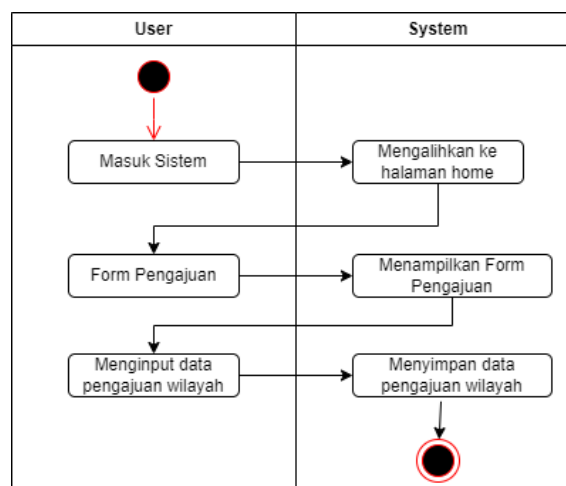 User
System
Masuk Sistem
Mengalihkan ke
halaman home
Form Pengajuan
Menampilkan Form
Pengajuan
Menginput data
pengajuan wilayah
Menyimpan data
pengajuan wilayah